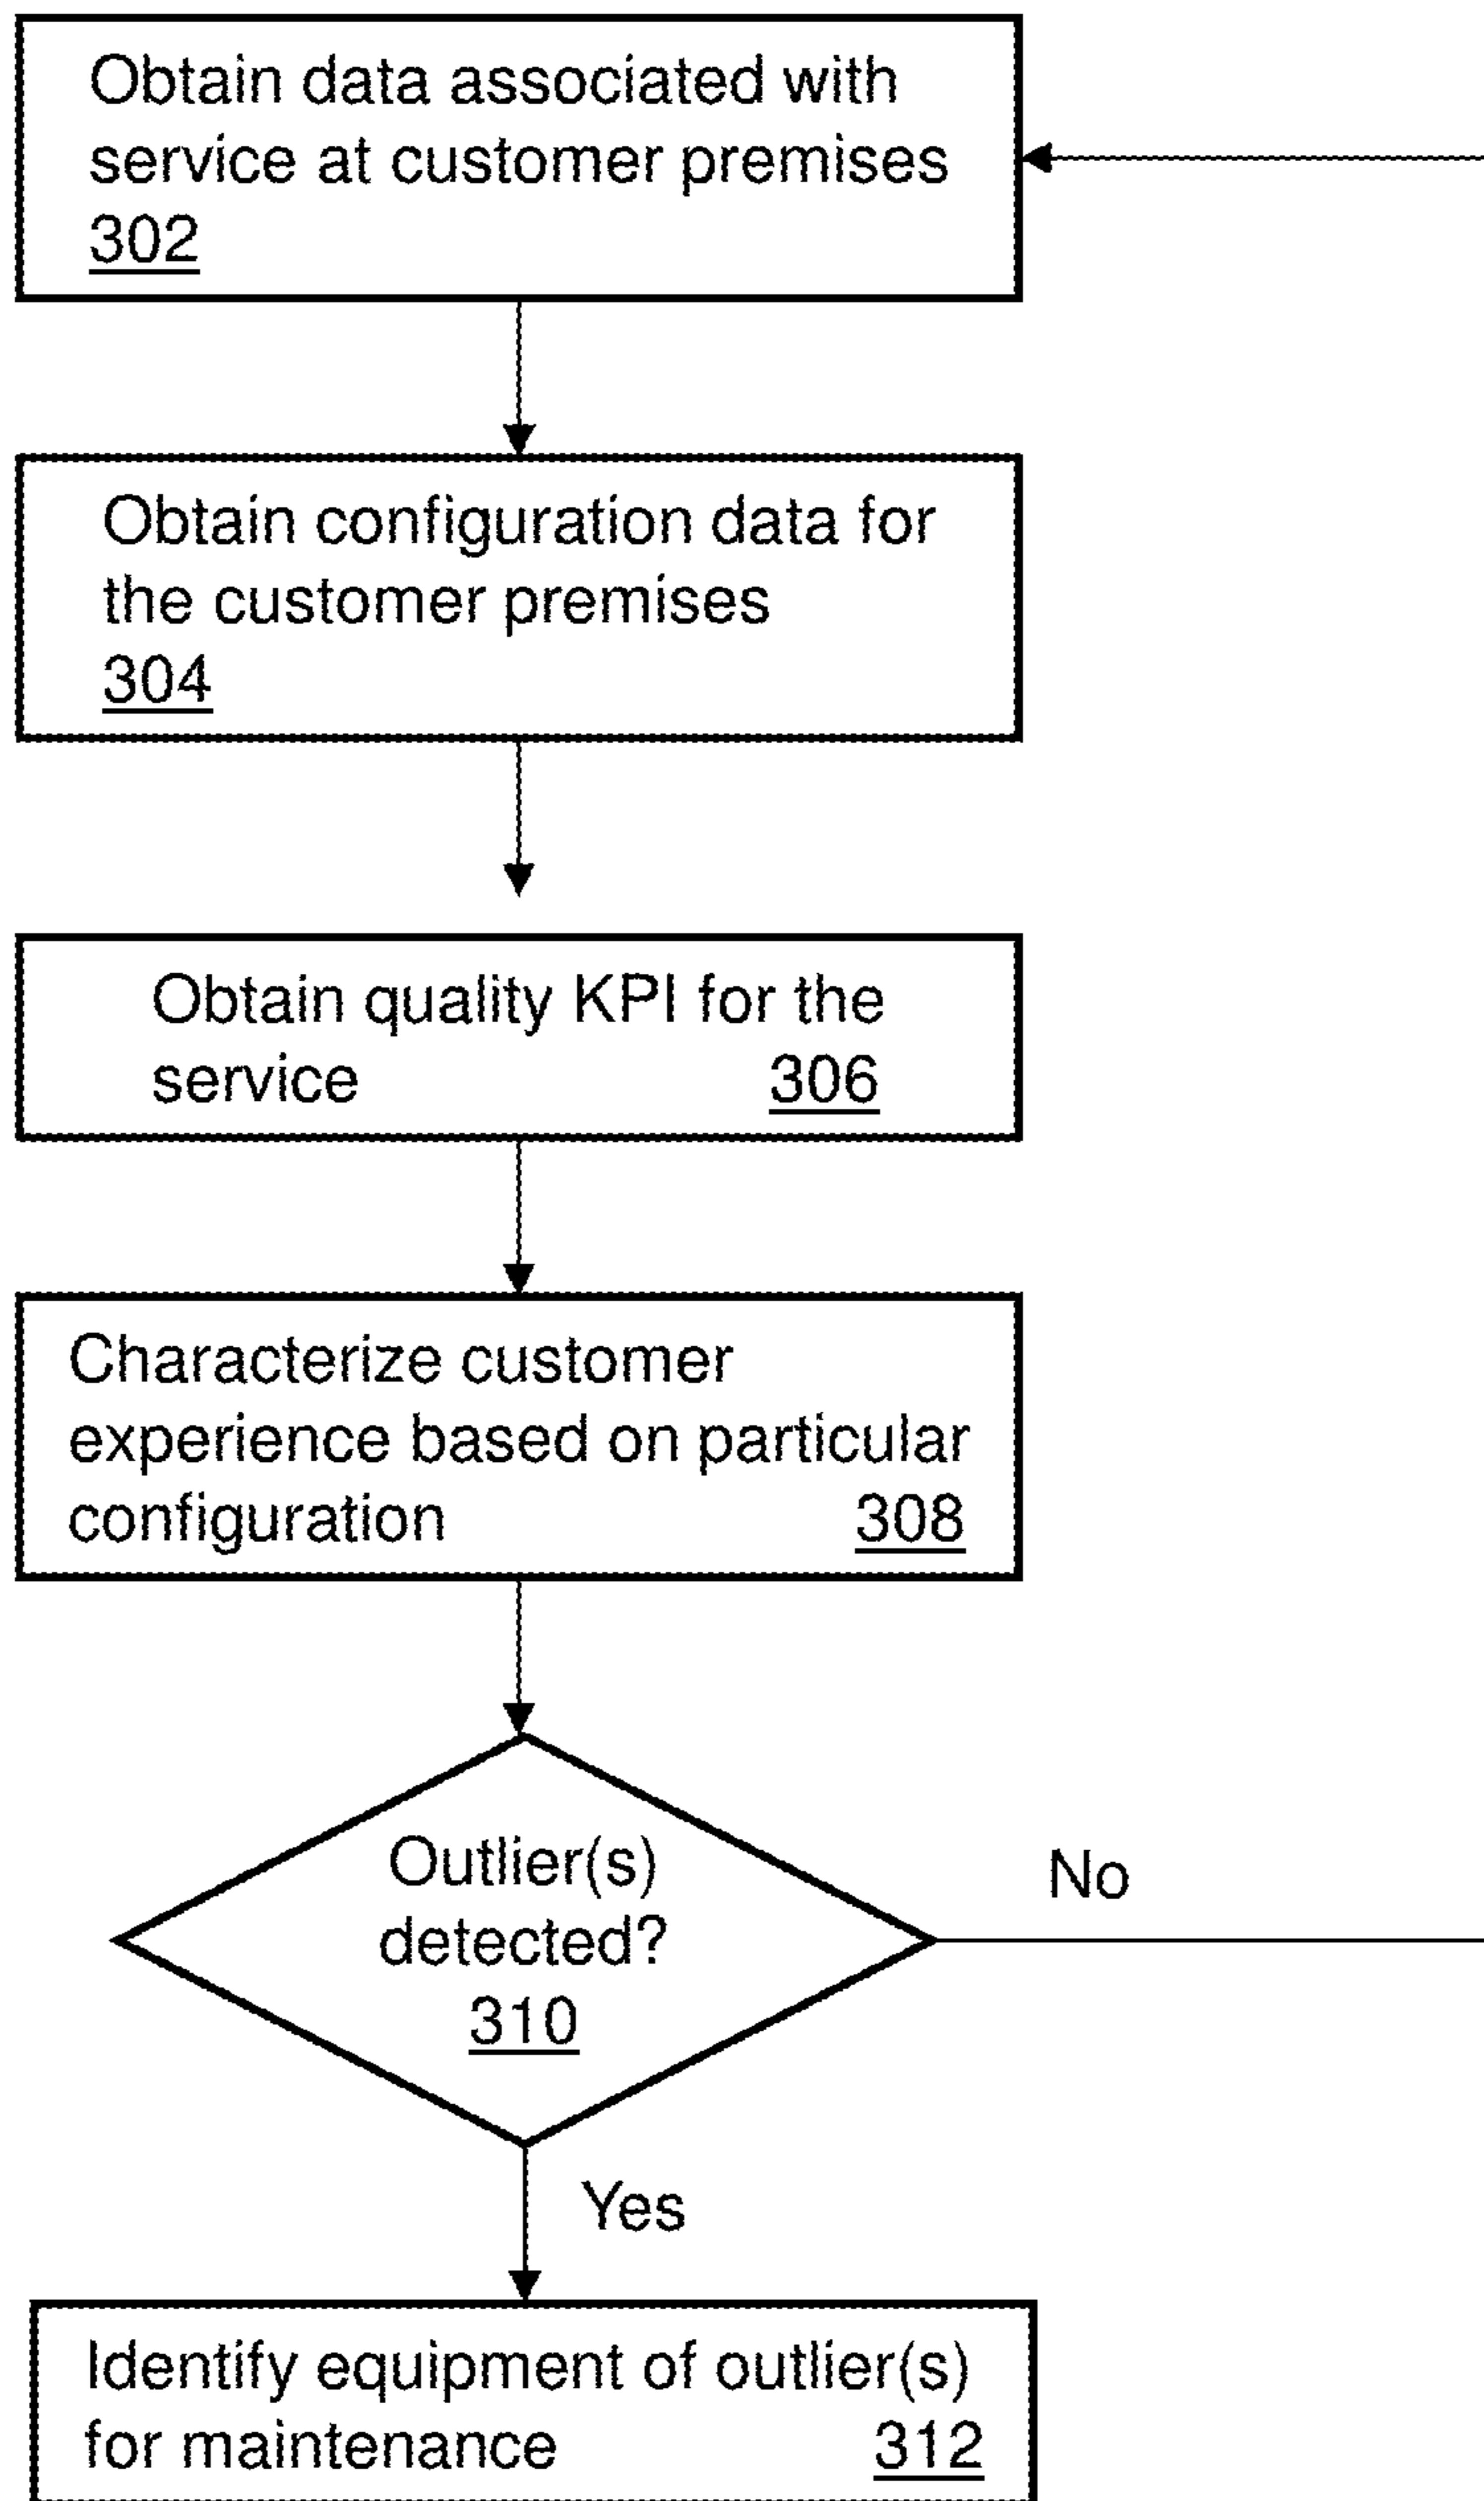 Obtain data associated with
service at customer premises
302
Obtain configuration data for
the customer premises
304
Obtain quality KPI for the
service 306
Characterize customer
experience based on particular
configuration 308
Outlier(s)
detected?
310
No
Yes
Identify equipment of outlier(s)
for maintenance 312